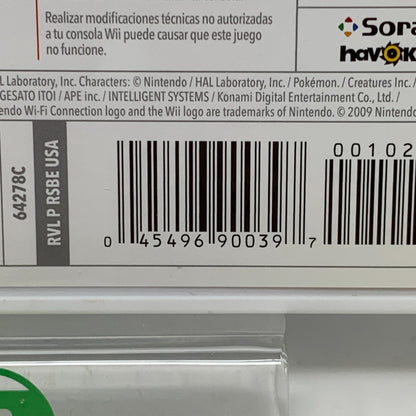 Realizar modificaciones técnicas no autorizadas
a tu consola Wii puede causar que este juego
no funcione.
Sora
havok
L Laboratory, Inc. Characters: © Nintendo / HAL Laboratory, Inc. / Pokémon. / Creatures Inc. /
GESATO ITOI / APE inc. / INTELLIGENT SYSTEMS / Konami Digital Entertainment Co., Ltd. /
endo Wi-Fi Connection logo and the Wii logo are trademarks of Nintendo. © 2009 Nintendo.
64278C
RVL P RSBE USA
0 45496 90039 7
00102